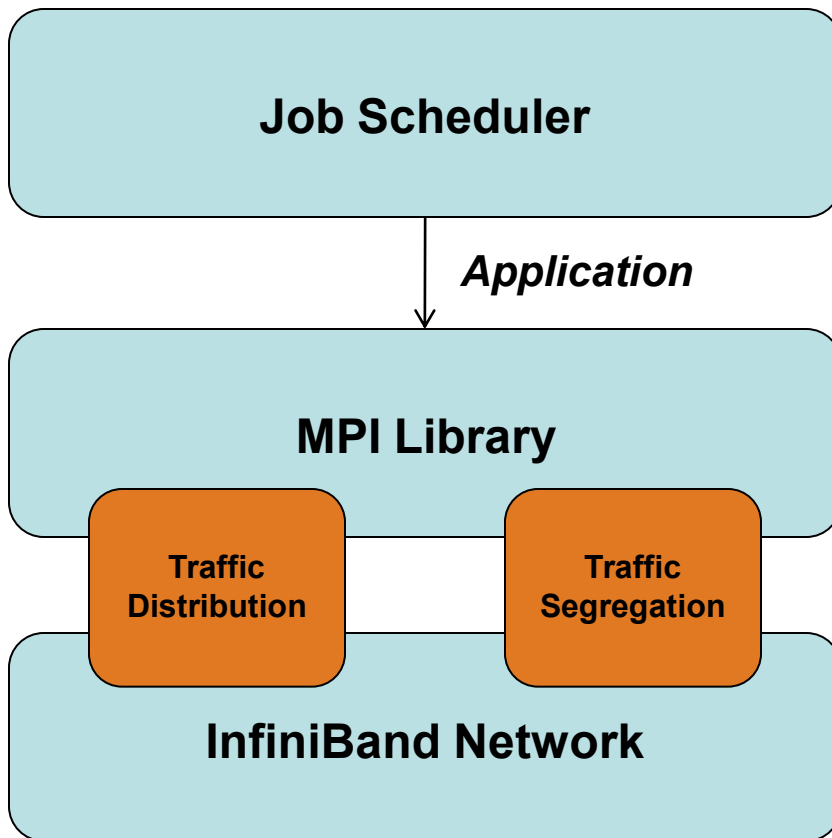 Job Scheduler
Application
MPI Library
Traffic
Distribution
Traffic
Segregation
InfiniBand Network